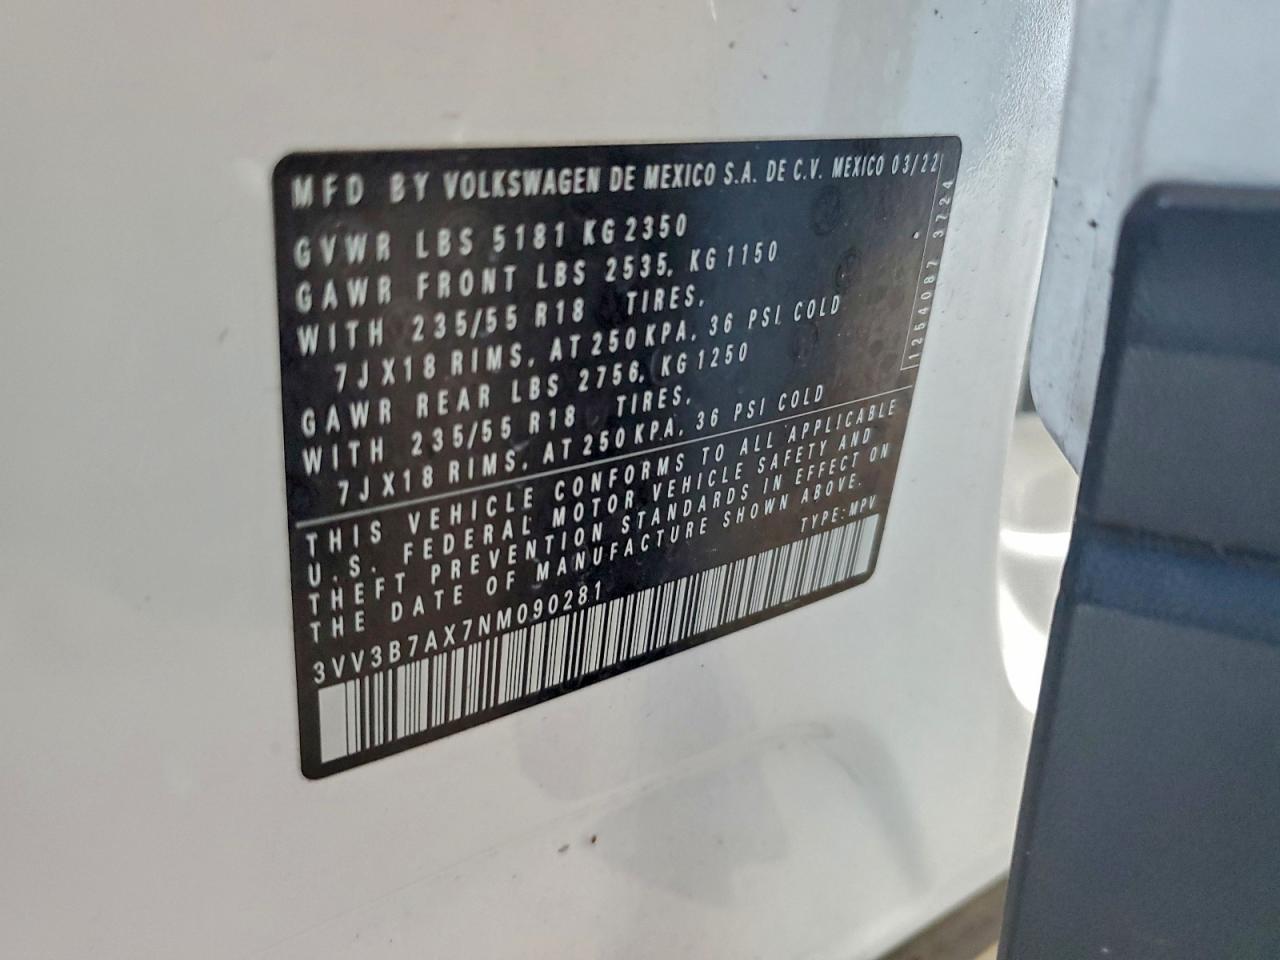 MFD BY VOLKSWAGEN DE MEXICO S.A. DE C.V. MEXICO 03/22
GVWR LBS 5181 KG 2350
GAWR FRONT LBS 2535, KG 1150
WITH 235/55 R18 TIRES,
7JX18 RIMS, AT 250 KPA, 36 PSI COLD
GAWR REAR LBS 2756, KG 1250
WITH 235/55 R18 TIRES,
7JX18 RIMS, AT 250 KPA, 36 PSI COLD
THIS VEHICLE CONFORMS TO ALL APPLICABLE
U.S. FEDERAL MOTOR VEHICLE SAFETY AND
THEFT PREVENTION STANDARDS IN EFFECT ON
THE DATE OF MANUFACTURE SHOWN ABOVE.
TYPE: MPV
3VV3B7AX7NM090281
1254087 3724